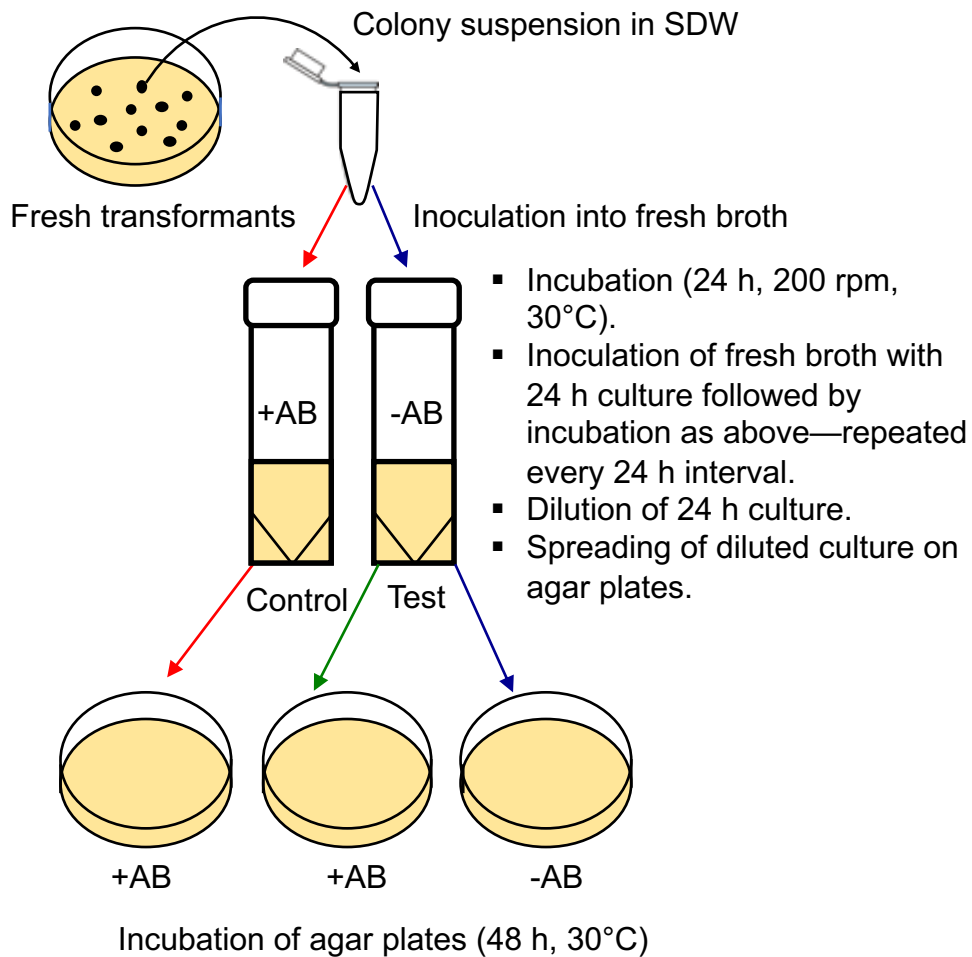 Colony suspension in SDW
Fresh transformants
Inoculation into fresh broth
▪ Incubation (24 h, 200 rpm,
30°C).
▪ Inoculation of fresh broth with
24 h culture followed by
incubation as above—repeated
every 24 h interval.
▪ Dilution of 24 h culture.
▪ Spreading of diluted culture on
agar plates.
+AB
-AB
Control
Test
+AB
+AB
-AB
Incubation of agar plates (48 h, 30°C)